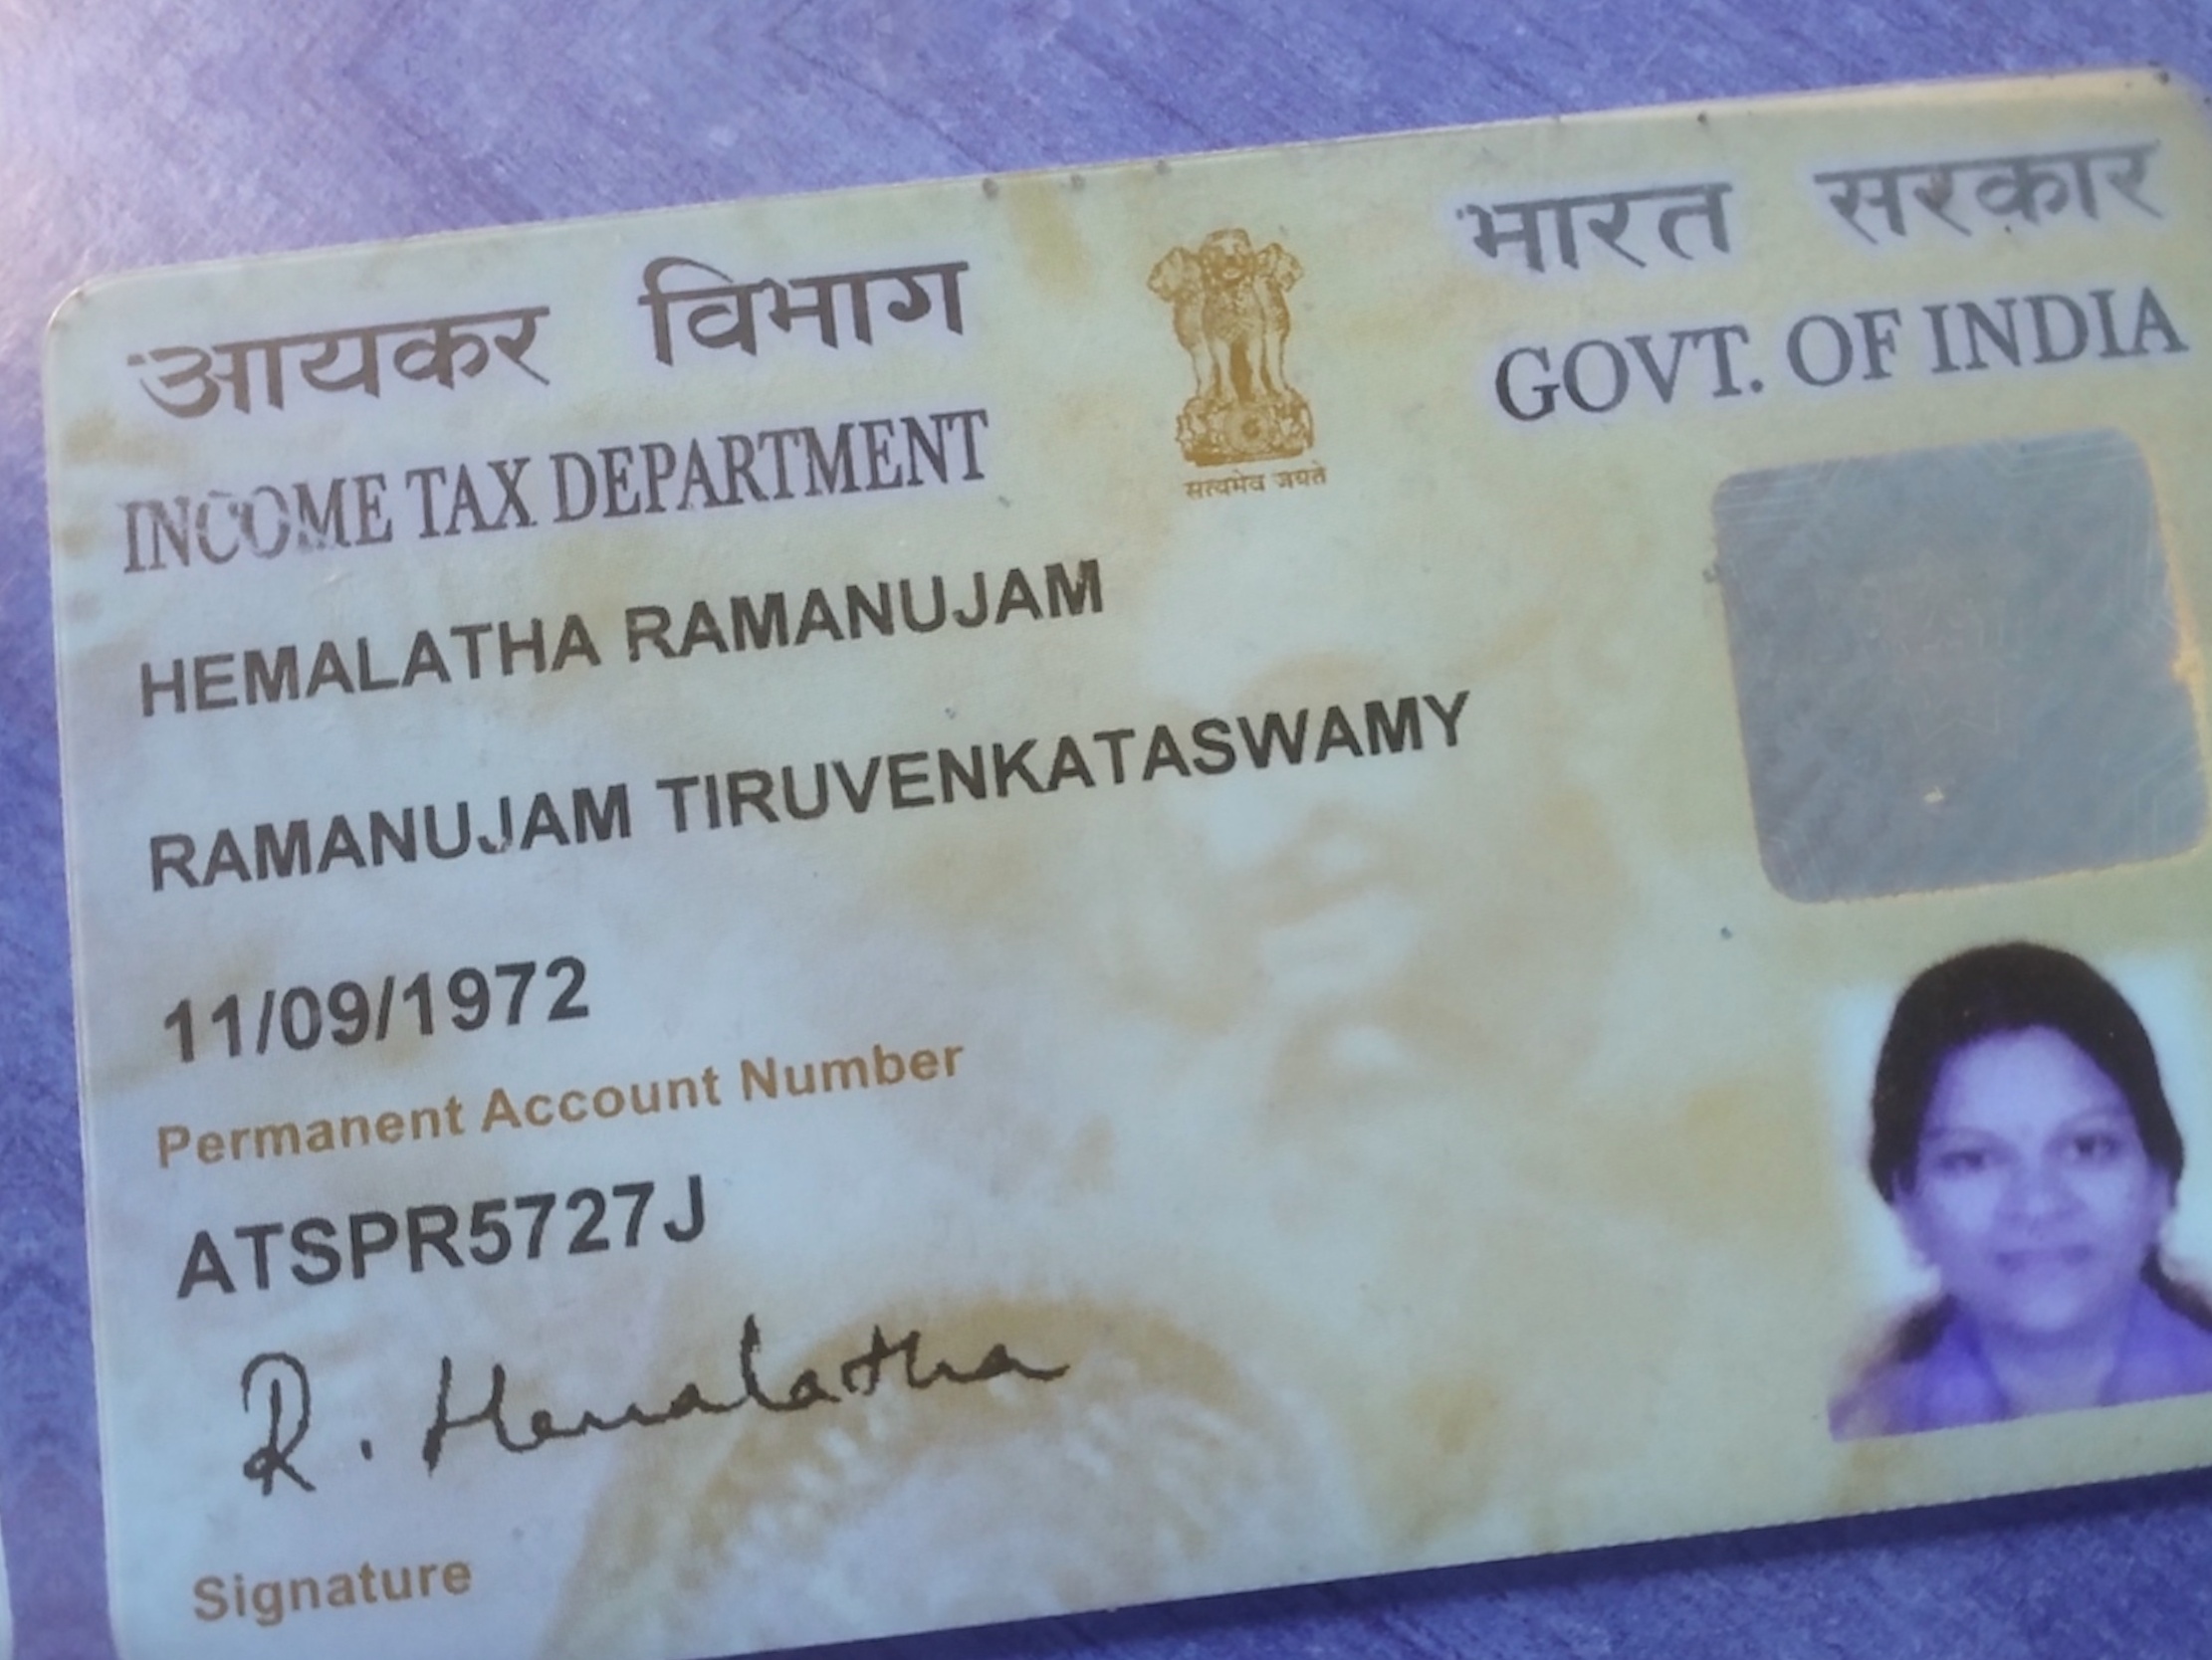 आयकर विभाग
INCOME TAX DEPARTMENT
सत्यमेव जयते
भारत सरकार
GOVT. OF INDIA
HEMALATHA RAMANUJAM
RAMANUJAM TIRUVENKATASWAMY
11/09/1972
Permanent Account Number
ATSPR5727J
R. Hemalatha
Signature